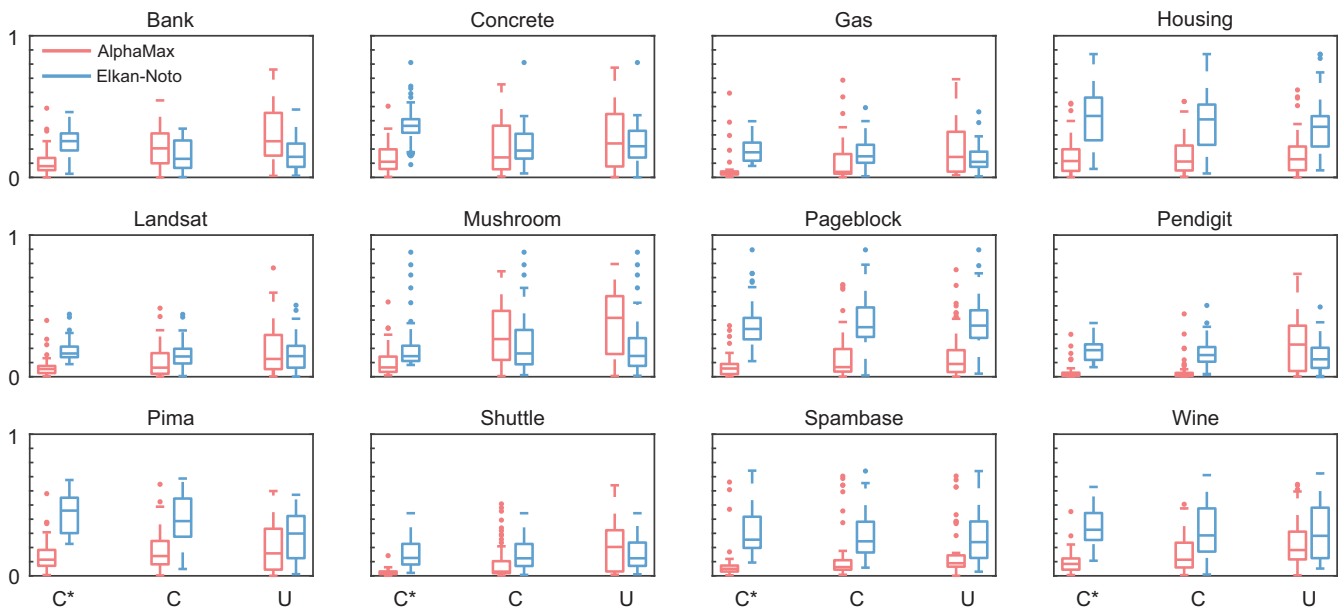 Bank Concrete Gas Housing
1
AlphaMax
Elkan-Noto
0
Landsat Mushroom Pageblock Pendigit
1
0
Pima Shuttle Spambase Wine
1
0
C* C U C* C U C* C U C* C U